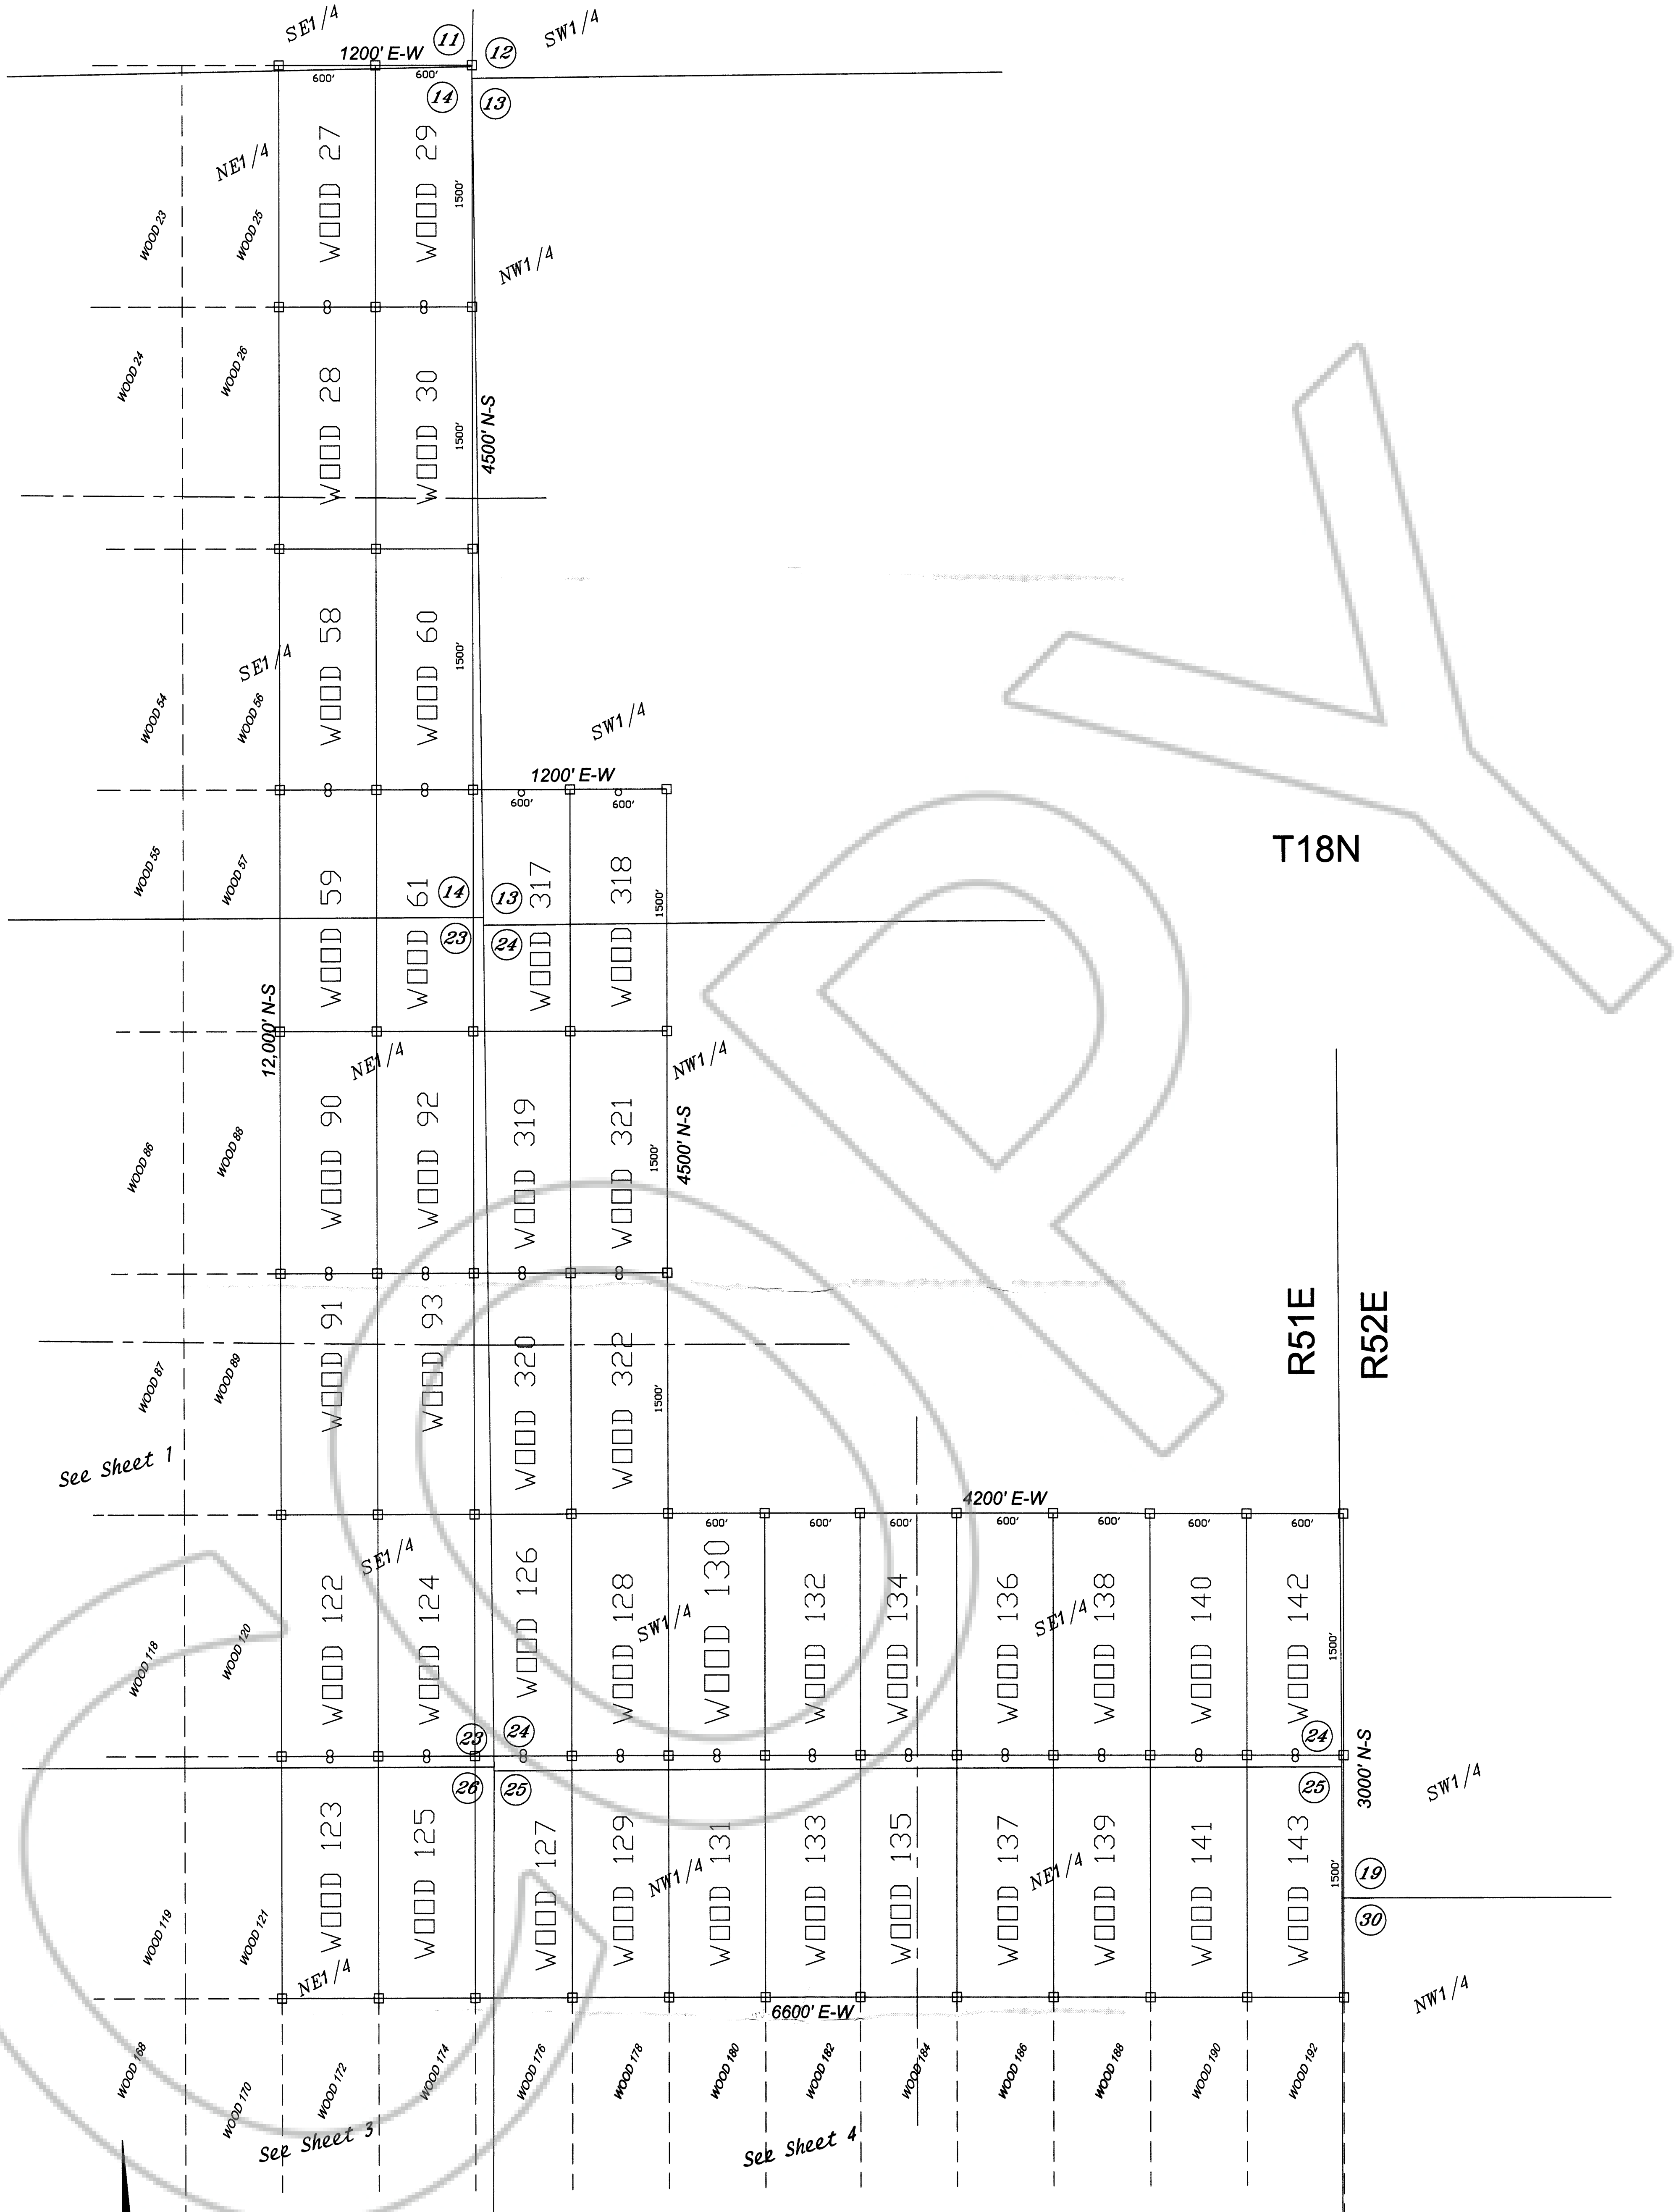 SE1/4
SW1/4
1200' E-W
11
12
600'
600'
14
13
NE1/4
WOOD 27
WOOD 29
1500'
WOOD 23
WOOD 25
NW1/4
WOOD 24
WOOD 26
WOOD 28
WOOD 30
1500'
4500' N-S
WOOD 58
WOOD 60
1500'
SE1/4
WOOD 54
WOOD 56
SW1/4
1200' E-W
600'
600'
T18N
WOOD 55
WOOD 57
WOOD 59
WOOD 61
14
13
WOOD 317
WOOD 318
1500'
23
24
12,000' N-S
NE1/4
NW1/4
WOOD 86
WOOD 88
WOOD 90
WOOD 92
WOOD 319
WOOD 321
1500'
4500' N-S
R51E
R52E
WOOD 87
WOOD 89
WOOD 91
WOOD 93
WOOD 320
WOOD 322
1500'
See Sheet 1
4200' E-W
600'
600'
600'
600'
600'
600'
600'
SE1/4
SW1/4
SE1/4
WOOD 118
WOOD 120
WOOD 122
WOOD 124
WOOD 126
WOOD 128
WOOD 130
WOOD 132
WOOD 134
WOOD 136
WOOD 138
WOOD 140
WOOD 142
1500'
23
24
24
26
25
25
3000' N-S
SW1/4
WOOD 119
WOOD 121
WOOD 123
WOOD 125
WOOD 127
WOOD 129
WOOD 131
WOOD 133
WOOD 135
WOOD 137
WOOD 139
WOOD 141
WOOD 143
1500'
19
30
NE1/4
NW1/4
NE1/4
NW1/4
6600' E-W
WOOD 168
WOOD 170
WOOD 172
WOOD 174
WOOD 176
WOOD 178
WOOD 180
WOOD 182
WOOD 184
WOOD 186
WOOD 188
WOOD 190
WOOD 192
See Sheet 3
See Sheet 4
COPY